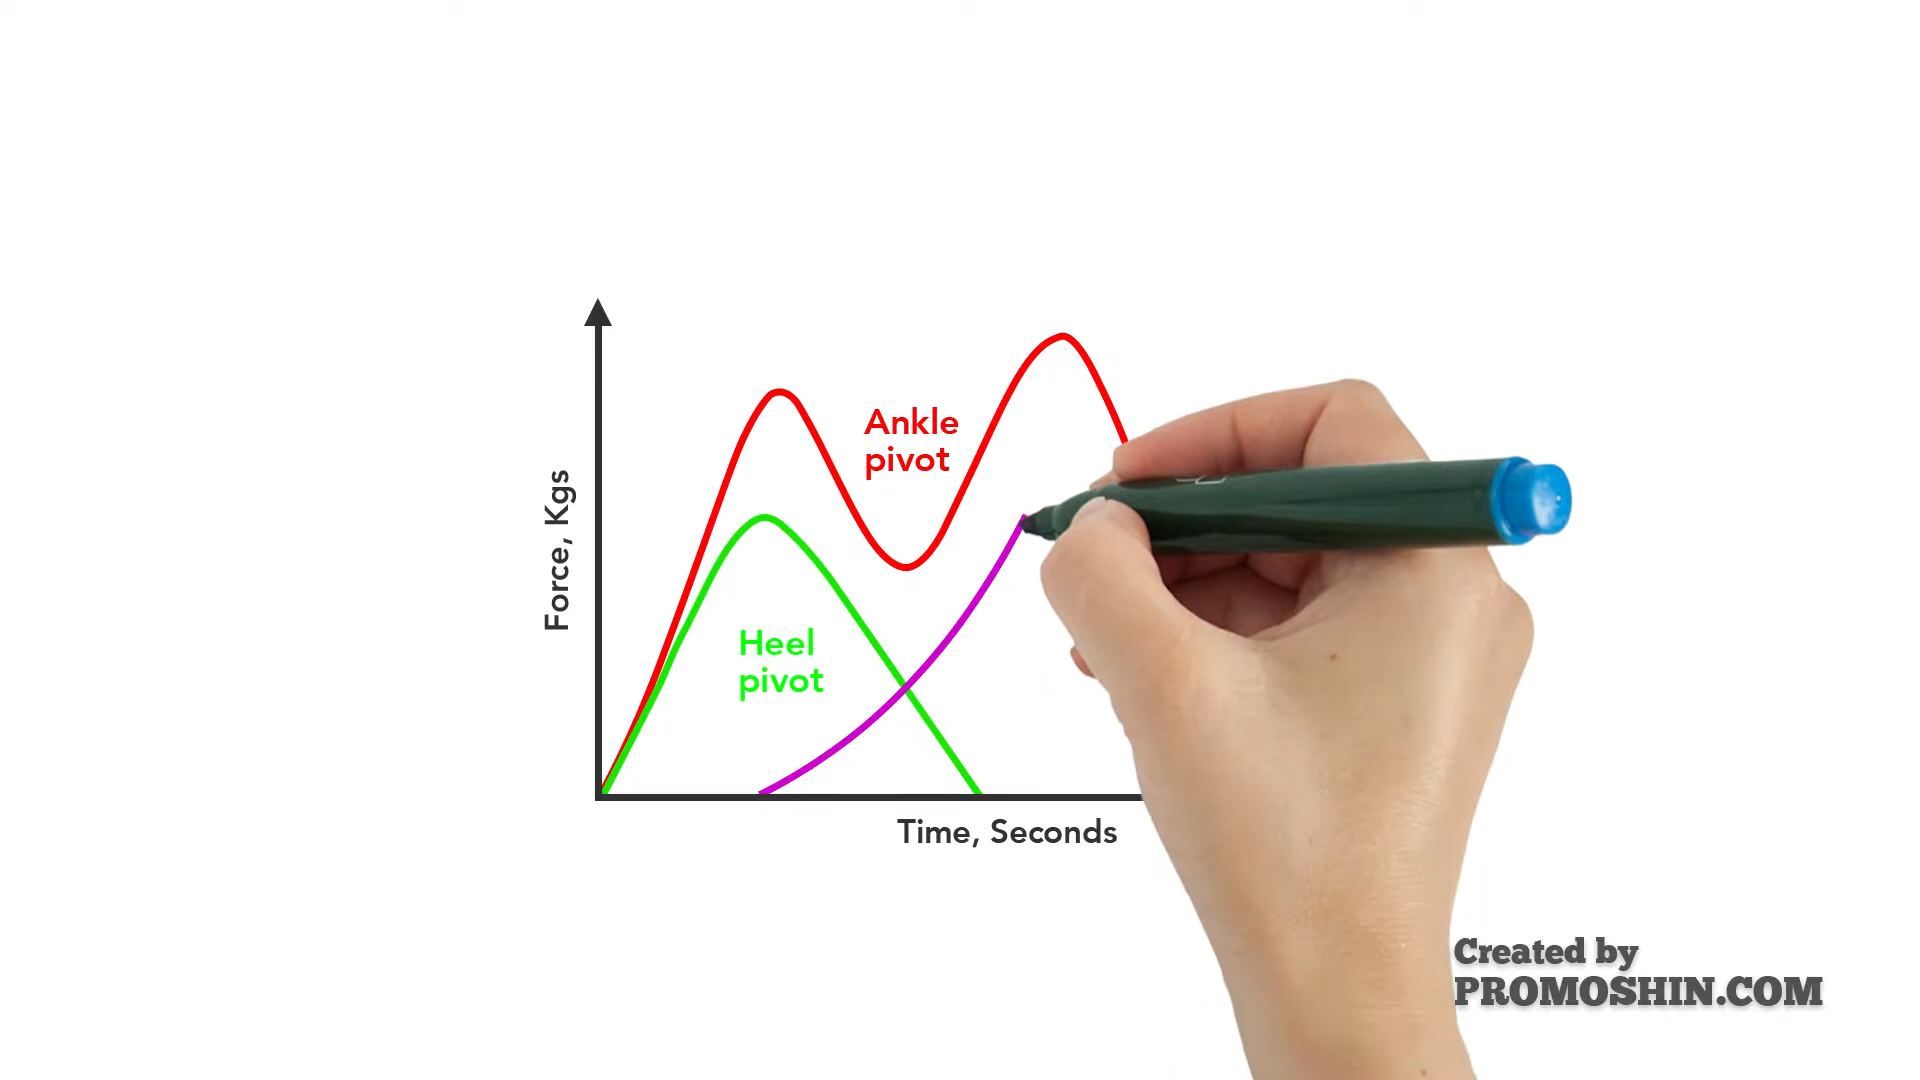 Force, Kgs
Ankle
pivot
Heel
pivot
Time, Seconds
Created by
PROMOSHIN.COM